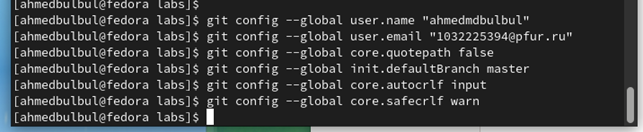 [ahmedbulbul@fedora labs]$
[ahmedbulbul@fedora labs]$ git config --global user.name "ahmedmdbulbul"
[ahmedbulbul@fedora labs]$ git config --global user.email "1032225394@pfur.ru"
[ahmedbulbul@fedora labs]$ git config --global core.quotepath false
[ahmedbulbul@fedora labs]$ git config --global init.defaultBranch master
[ahmedbulbul@fedora labs]$ git config --global core.autocrlf input
[ahmedbulbul@fedora labs]$ git config --global core.safecrlf warn
[ahmedbulbul@fedora labs]$